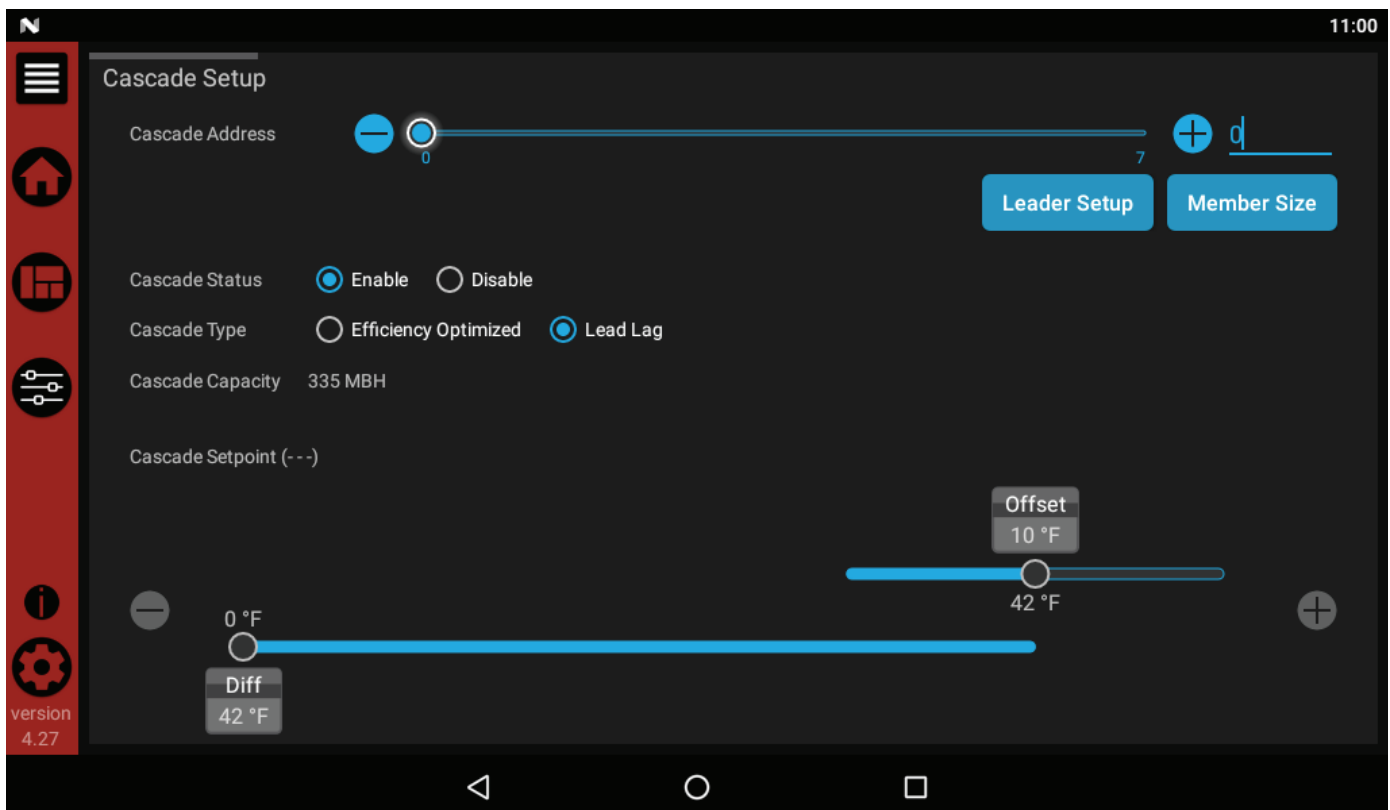 11:00
Cascade Setup
Cascade Address
0
7
0
Leader Setup Member Size
Cascade Status Enable Disable
Cascade Type Efficiency Optimized Lead Lag
Cascade Capacity 335 MBH
Cascade Setpoint (---)
Offset
10 °F
42 °F
0 °F
Diff
42 °F
version
4.27